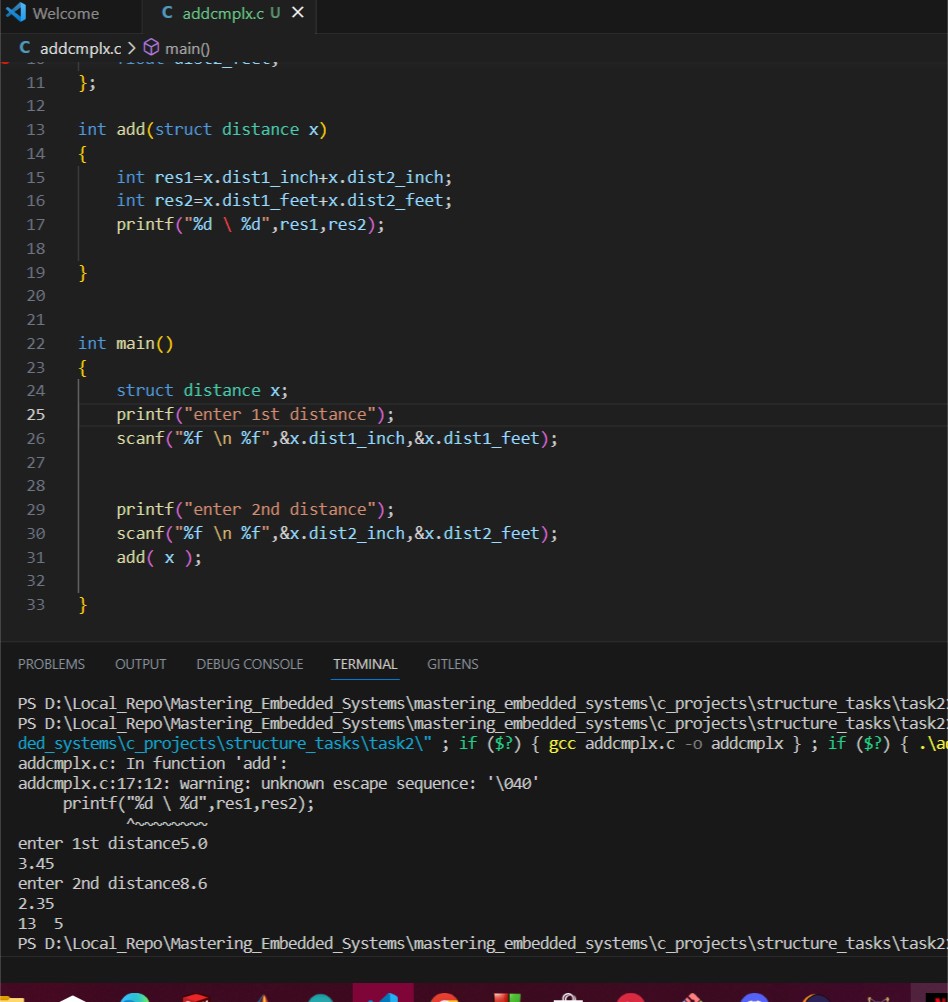 Welcome
C addcmplx.c U ×
C addcmplx.c > main()
10 float dist2_feet;
11 };
12
13 int add(struct distance x)
14 {
15 int res1=x.dist1_inch+x.dist2_inch;
16 int res2=x.dist1_feet+x.dist2_feet;
17 printf("%d \ %d",res1,res2);
18
19 }
20
21
22 int main()
23 {
24 struct distance x;
25 printf("enter 1st distance");
26 scanf("%f \n %f",&x.dist1_inch,&x.dist1_feet);
27
28
29 printf("enter 2nd distance");
30 scanf("%f \n %f",&x.dist2_inch,&x.dist2_feet);
31 add( x );
32
33 }
PROBLEMS OUTPUT DEBUG CONSOLE TERMINAL GITLENS
PS D:\Local_Repo\Mastering_Embedded_Systems\mastering_embedded_systems\c_projects\structure_tasks\task2
PS D:\Local_Repo\Mastering_Embedded_Systems\mastering_embedded_systems\c_projects\structure_tasks\task2
ded_systems\c_projects\structure_tasks\task2\" ; if ($?) { gcc addcmplx.c -o addcmplx } ; if ($?) { .\a
addcmplx.c: In function 'add':
addcmplx.c:17:12: warning: unknown escape sequence: '\040'
printf("%d \ %d",res1,res2);
^~~~~~~~~
enter 1st distance5.0
3.45
enter 2nd distance8.6
2.35
13  5
PS D:\Local_Repo\Mastering_Embedded_Systems\mastering_embedded_systems\c_projects\structure_tasks\task2